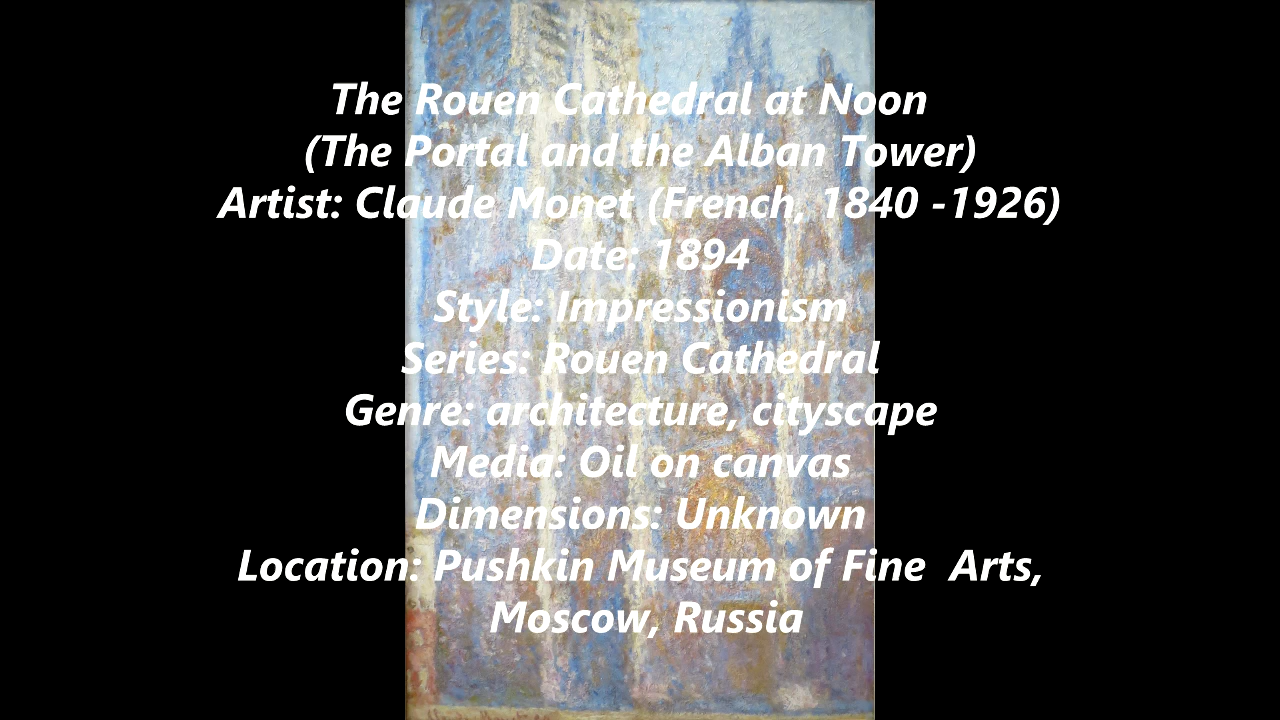 The Rouen Cathedral at Noon
(The Portal and the Alban Tower)
Artist: Claude Monet (French, 1840 -1926)
Date: 1894
Style: Impressionism
Series: Rouen Cathedral
Genre: architecture, cityscape
Media: Oil on canvas
Dimensions: Unknown
Location: Pushkin Museum of Fine  Arts,
Moscow, Russia